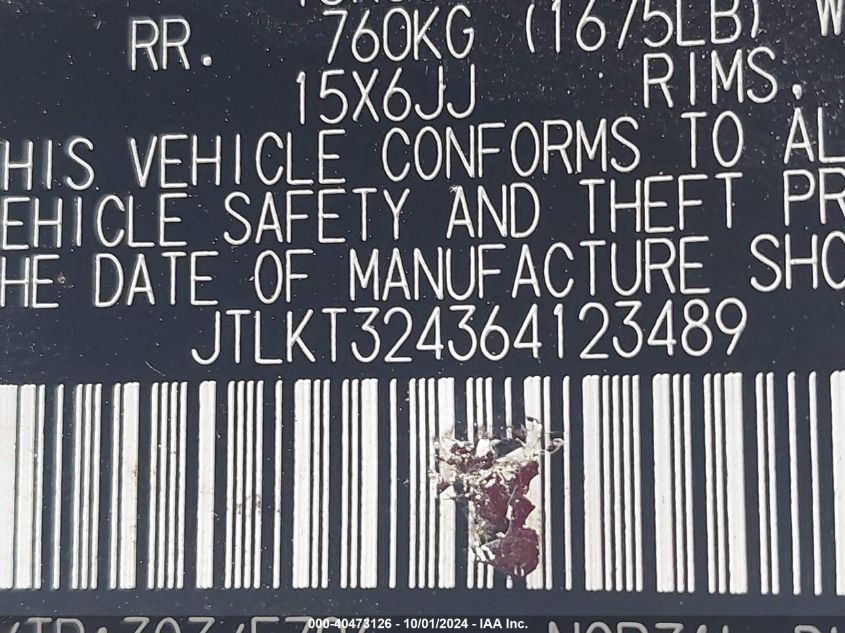 RR. 760KG (1675LB) W
15X6JJ RIMS,
HIS VEHICLE CONFORMS TO AL
EHICLE SAFETY AND THEFT PR
HE DATE OF MANUFACTURE SHO
JTLKT324364123489
000-40473126 - 10/01/2024 - © IAA Inc.